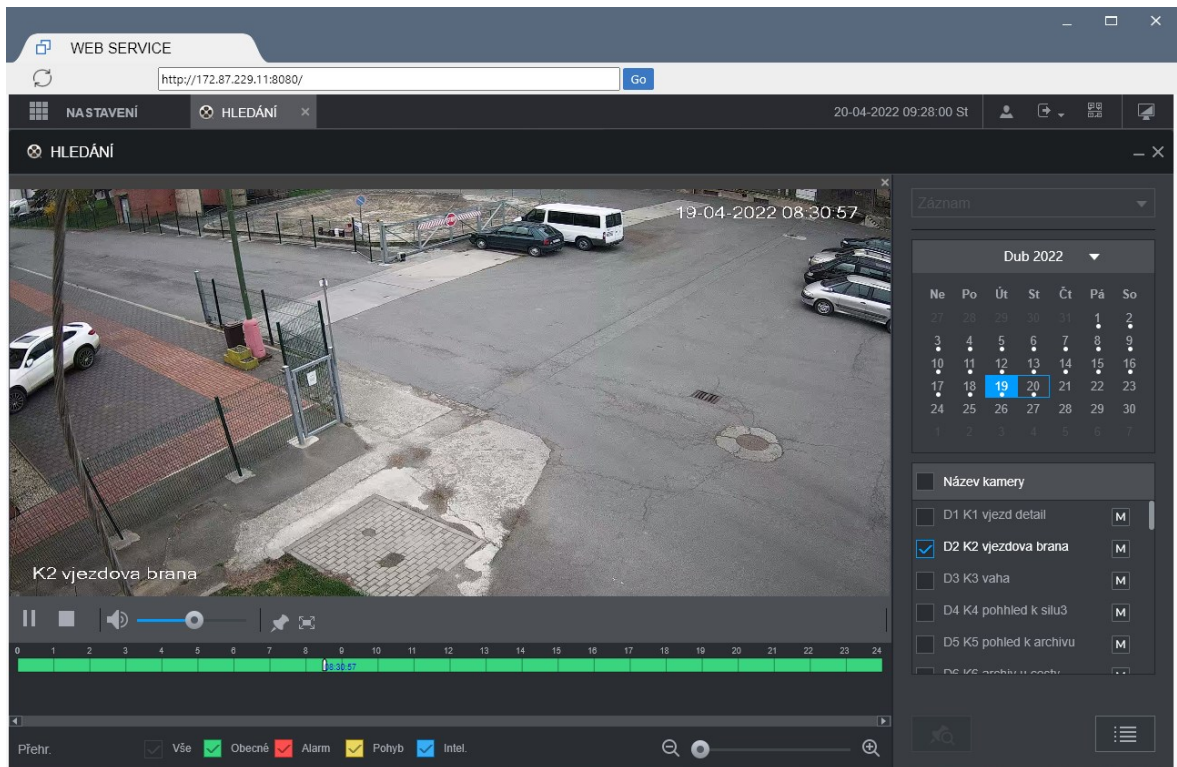 WEB SERVICE
http://172.87.229.11:8080/ Go
NASTAVENÍ HLEDÁNÍ × 20-04-2022 09:28:00 St
HLEDÁNÍ
19-04-2022 08:30:57
K2 vjezdova brana
0 1 2 3 4 5 6 7 8 9 10 11 12 13 14 15 16 17 18 19 20 21 22 23 24
08:30:57
Přehr. Vše Obecné Alarm Pohyb Intel.
Záznam
Dub 2022
Ne Po Út St Čt Pá So
27 28 29 30 31 1 2
3 4 5 6 7 8 9
10 11 12 13 14 15 16
17 18 19 20 21 22 23
24 25 26 27 28 29 30
1 2 3 4 5 6 7
Název kamery
D1 K1 vjezd detail M
D2 K2 vjezdova brana M
D3 K3 vaha M
D4 K4 pohhled k silu3 M
D5 K5 pohled k archivu M
D6 K6 archiv u cesty